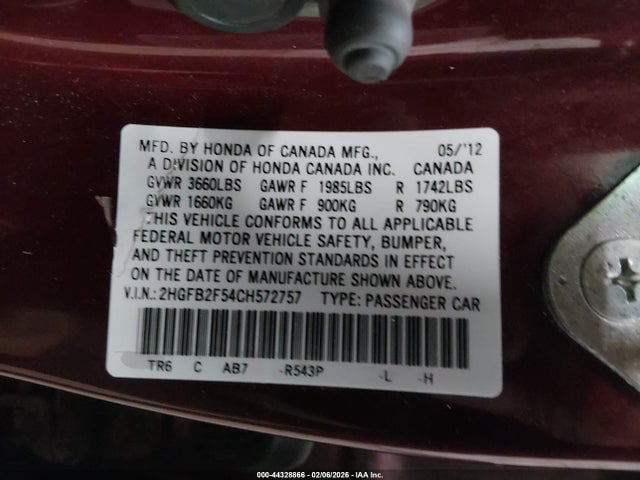 MFD. BY HONDA OF CANADA MFG., 05/'12
A DIVISION OF HONDA CANADA INC. CANADA
GVWR 3660LBS GAWR F 1985LBS R 1742LBS
GVWR 1660KG GAWR F 900KG R 790KG
THIS VEHICLE CONFORMS TO ALL APPLICABLE
FEDERAL MOTOR VEHICLE SAFETY, BUMPER,
AND THEFT PREVENTION STANDARDS IN EFFECT
ON THE DATE OF MANUFACTURE SHOWN ABOVE.
V.I.N.: 2HGFB2F54CH572757 TYPE: PASSENGER CAR
TR6 C AB7 -R543P -L -H
000-44328866 - 02/06/2026 - IAA Inc.